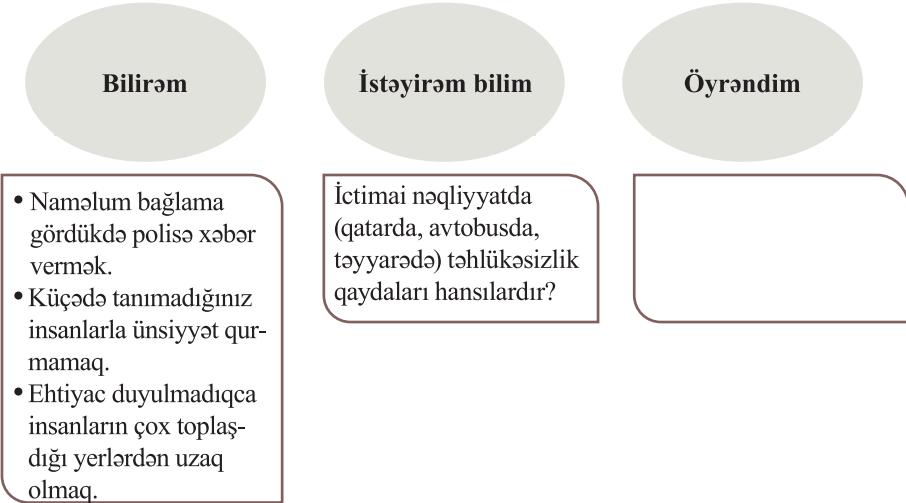 Bilirəm
İstəyirəm bilim
Öyrəndim
• Naməlum bağlama
gördükdə polisə xəbər
vermək.
• Küçədə tanımadığınız
insanlarla ünsiyyət qur-
mamaq.
• Ehtiyac duyulmadıqca
insanların çox toplaş-
dığı yerlərdən uzaq
olmaq.
İctimai nəqliyyatda
(qatarda, avtobusda,
təyyarədə) təhlükəsizlik
qaydaları hansılardır?